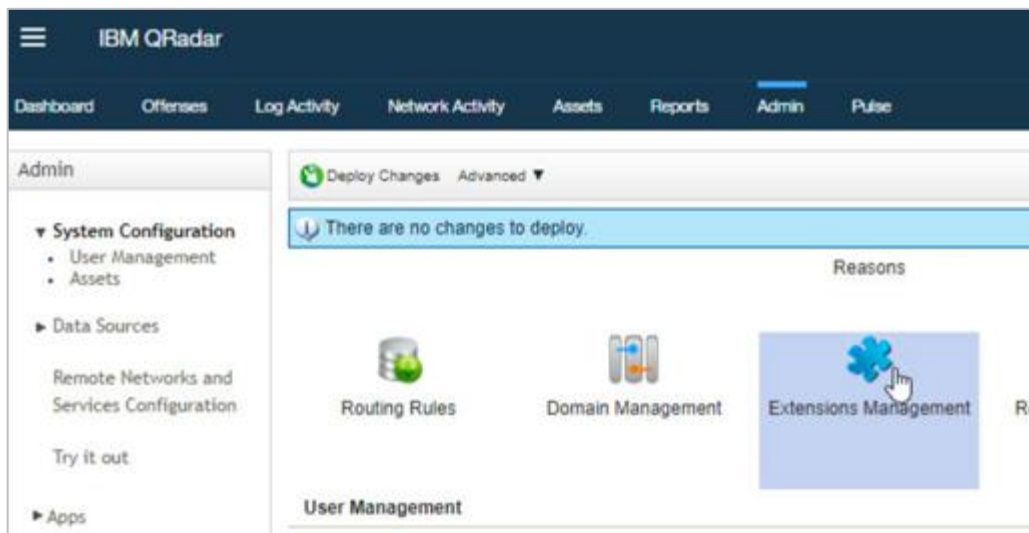 IBM QRadar
Dashboard Offenses Log Activity Network Activity Assets Reports Admin Pulse
Admin
Deploy Changes Advanced ▼
There are no changes to deploy.
▼ System Configuration
• User Management
• Assets
► Data Sources
Remote Networks and
Services Configuration
Try it out
► Apps
Reasons
Routing Rules Domain Management Extensions Management
User Management